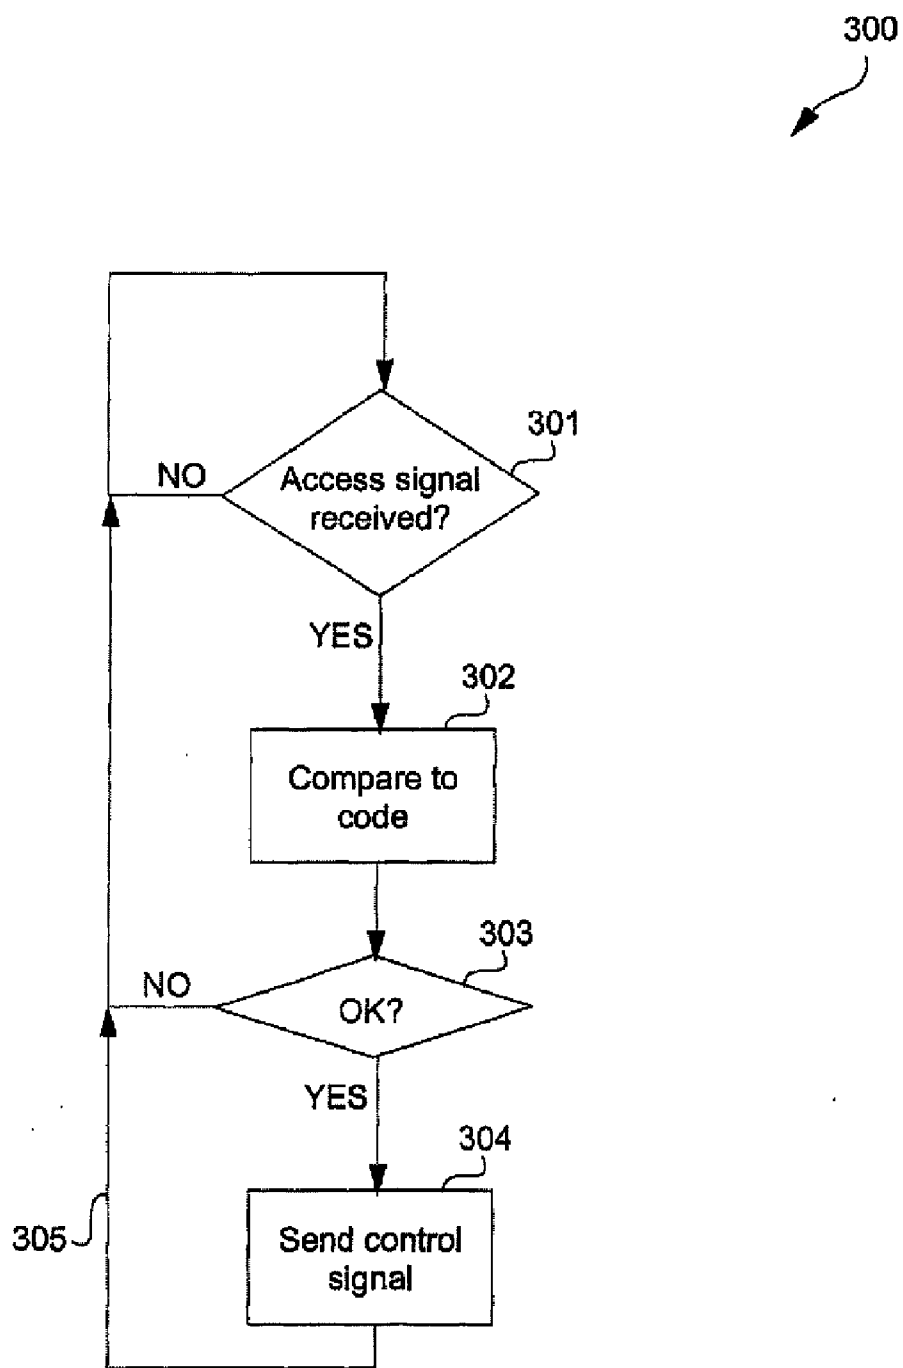 300
301
Access signal
received?
NO
YES
302
Compare to
code
303
OK?
NO
YES
304
Send control
signal
305